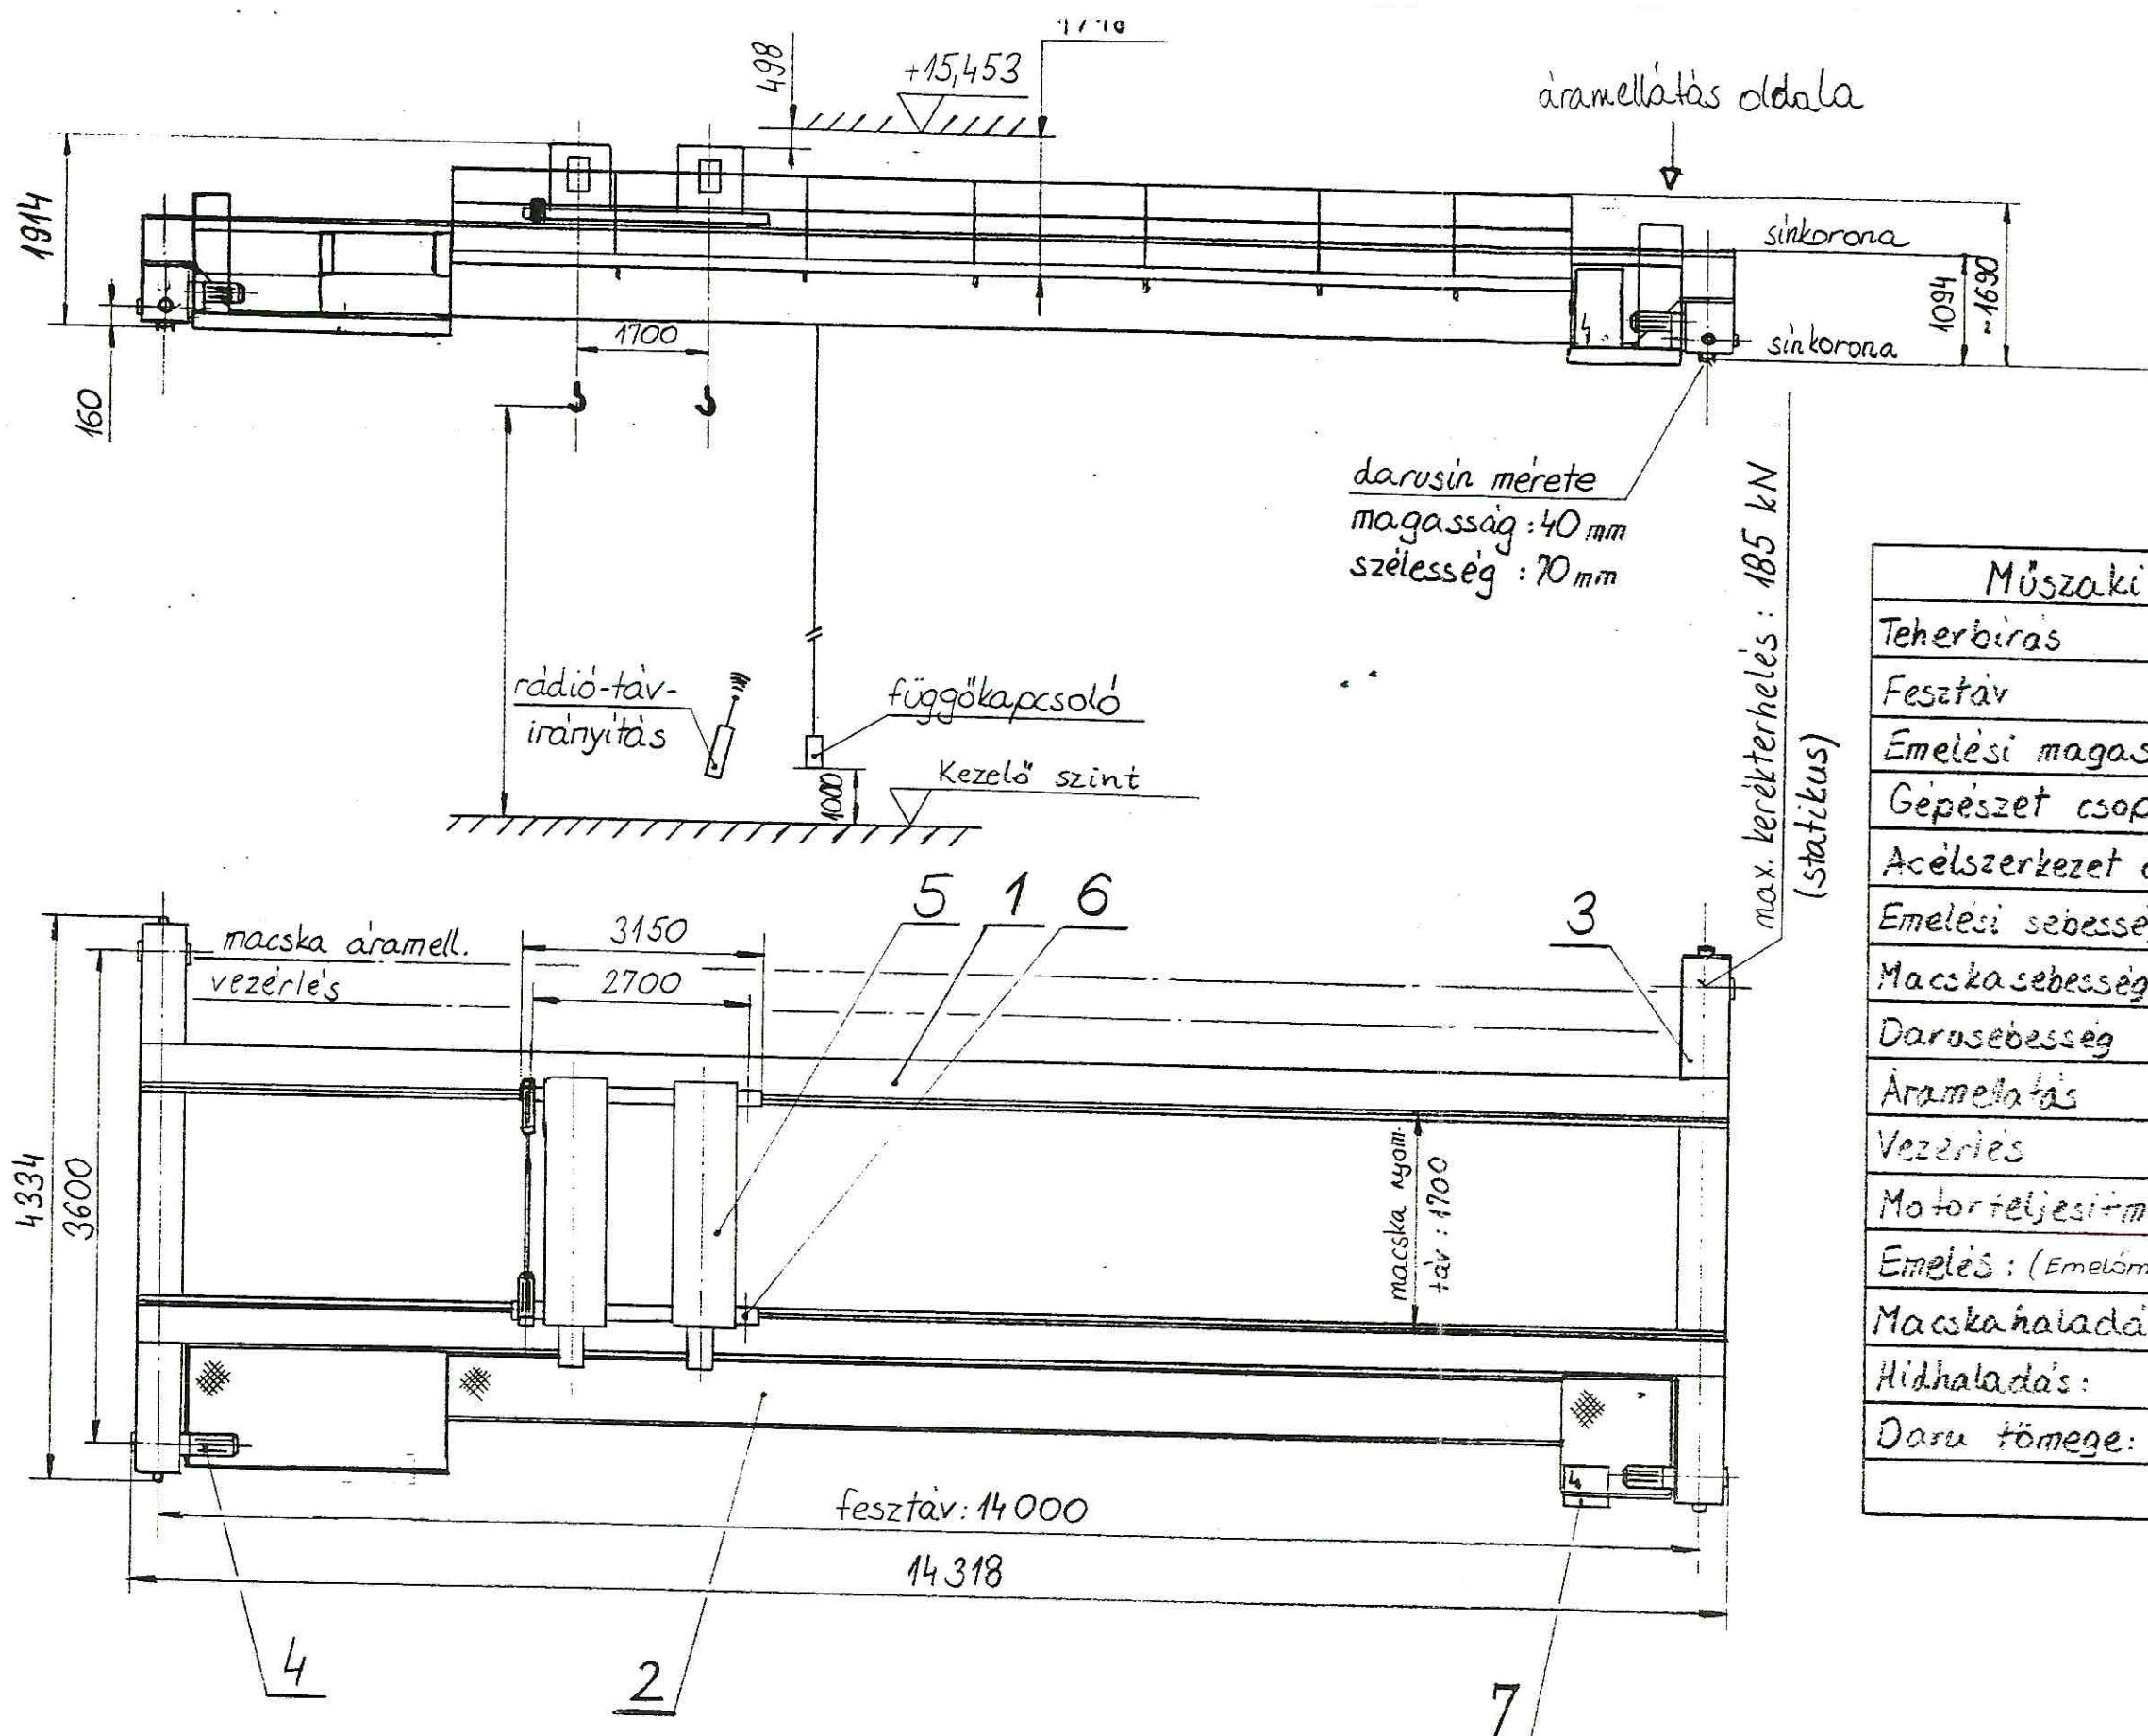 498
+15,453
áramellátás oldala
1914
sínkorona
1094
~1690
1700
sínkorona
160
darusín mérete
magasság : 40 mm
szélesség : 70 mm
max. kerékterhelés : 185 kN
(statikus)
rádió-táv-
irányítás
függőkapcsoló
Kezelő szint
1000
Műszaki
Teherbírás
Fesztáv
Emelési magas
Gépészet csop
Acélszerkezet
Emelési sebessé
Macskasebesség
Darusebesség
Áramellátás
Vezérlés
Motorteljesítm
Emelés : (Emelőm
Macskahaladá
Hídhaladás :
Daru tömege :
5
1
6
3
macska áramell.
3150
vezérlés
2700
4334
3600
macska nyom-
táv : 1700
4
4
fesztáv: 14000
14318
4
2
7